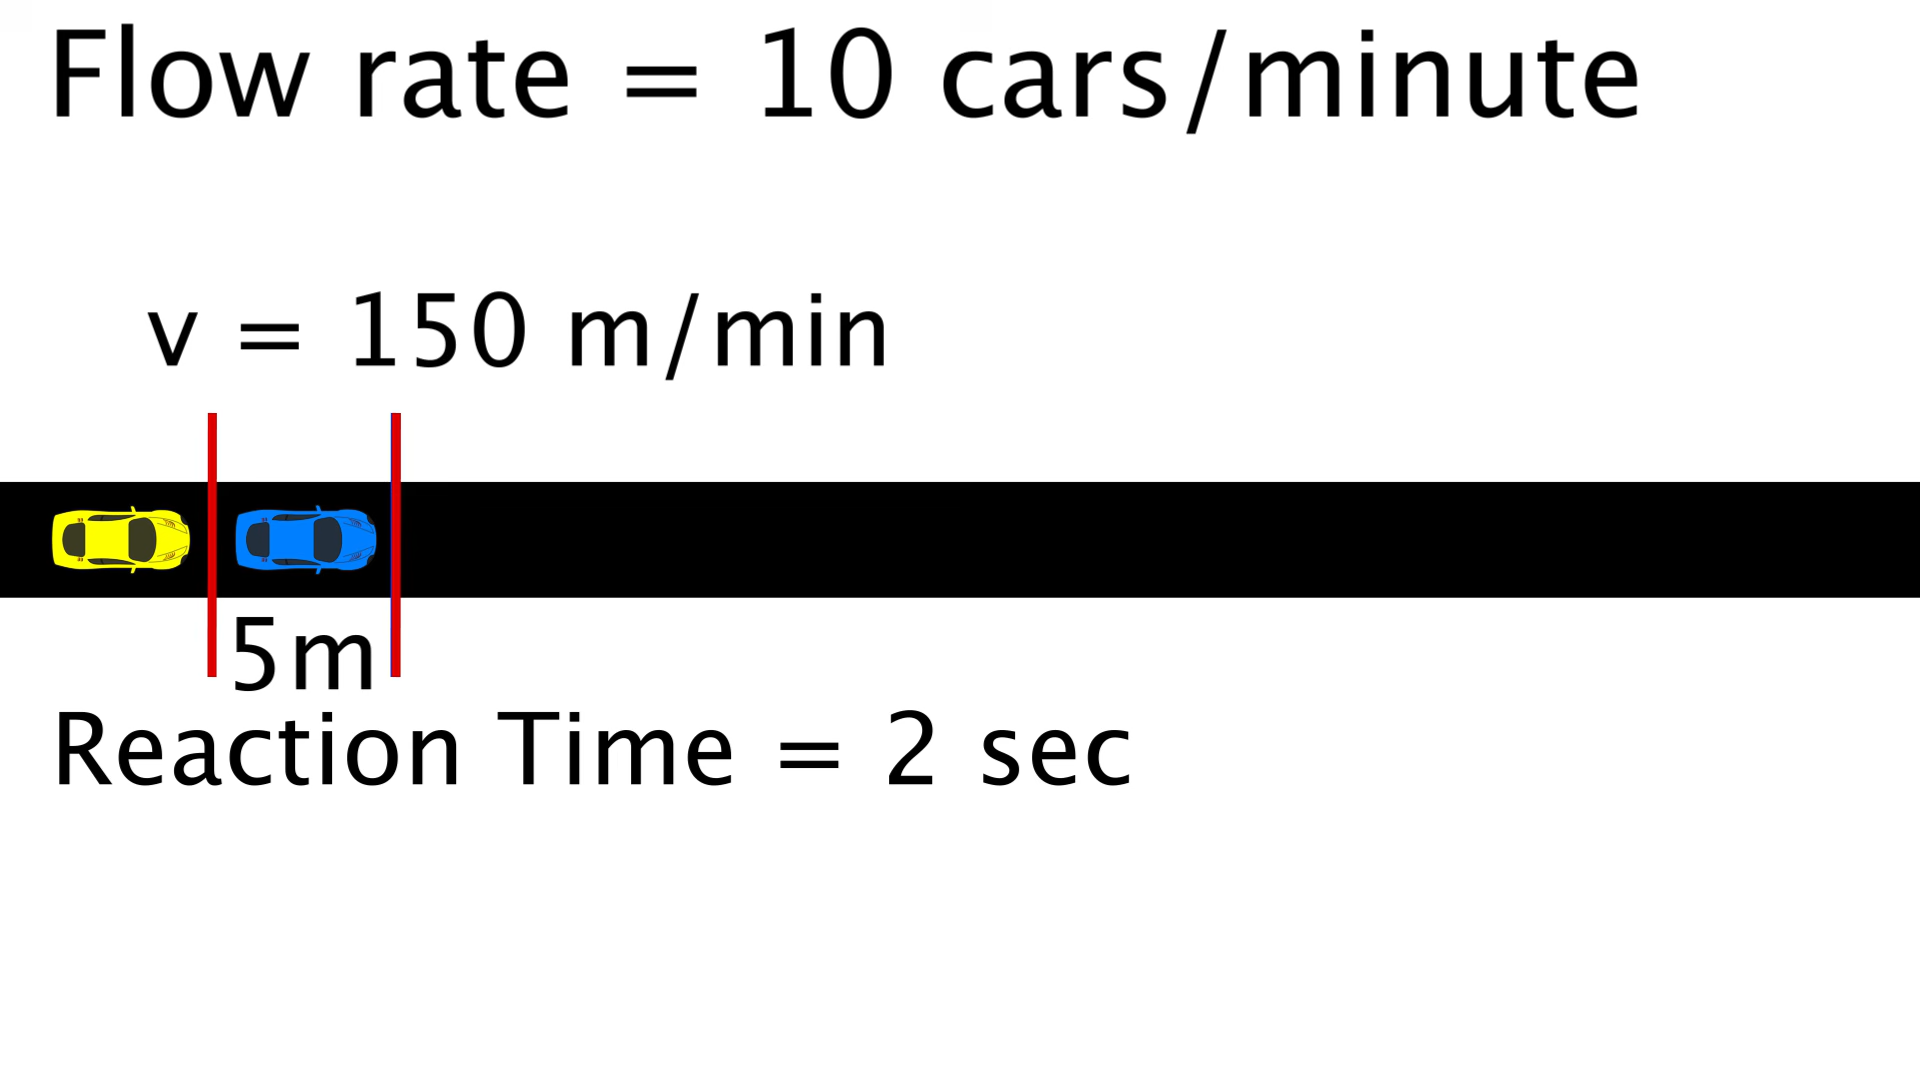 Flow rate = 10 cars/minute
v = 150 m/min
5m
Reaction Time = 2 sec